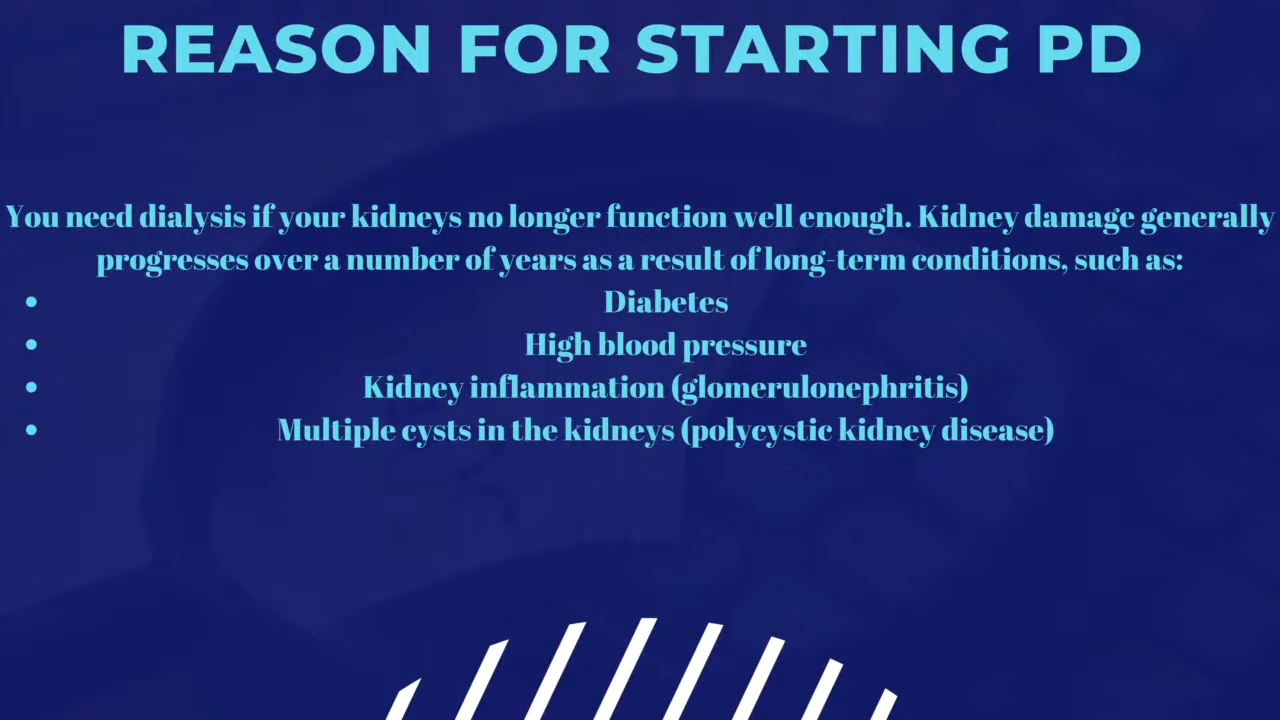 REASON FOR STARTING PD
You need dialysis if your kidneys no longer function well enough. Kidney damage generally
progresses over a number of years as a result of long-term conditions, such as:
• Diabetes
• High blood pressure
• Kidney inflammation (glomerulonephritis)
• Multiple cysts in the kidneys (polycystic kidney disease)